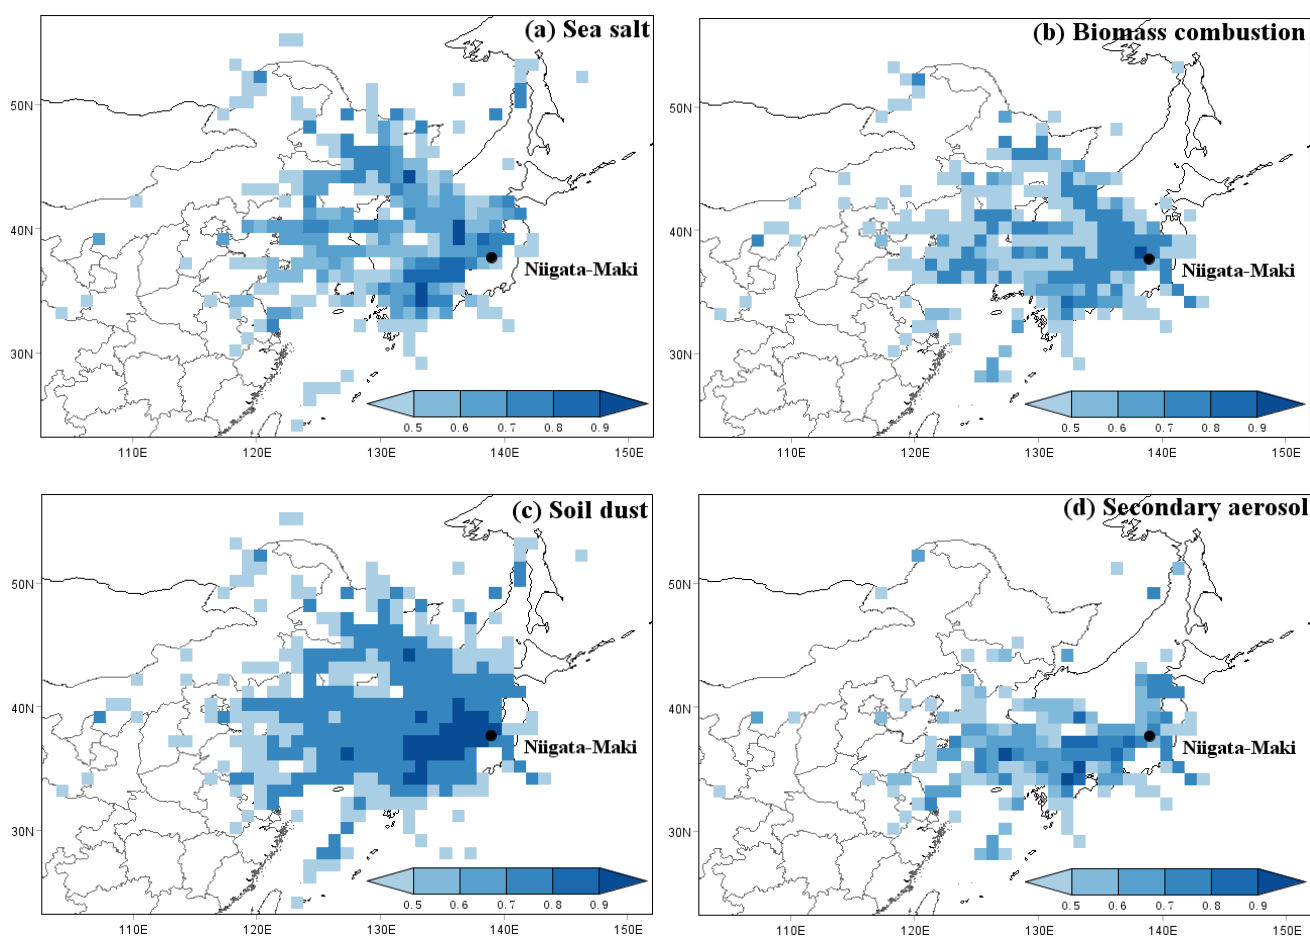 (a) Sea salt
50N
40N
30N
Niigata-Maki
0.5 0.6 0.7 0.8 0.9
110E 120E 130E 140E 150E
(b) Biomass combustion
50N
40N
30N
Niigata-Maki
0.5 0.6 0.7 0.8 0.9
110E 120E 130E 140E 150E
(c) Soil dust
50N
40N
30N
Niigata-Maki
0.5 0.6 0.7 0.8 0.9
110E 120E 130E 140E 150E
(d) Secondary aerosol
50N
40N
30N
Niigata-Maki
0.5 0.6 0.7 0.8 0.9
110E 120E 130E 140E 150E